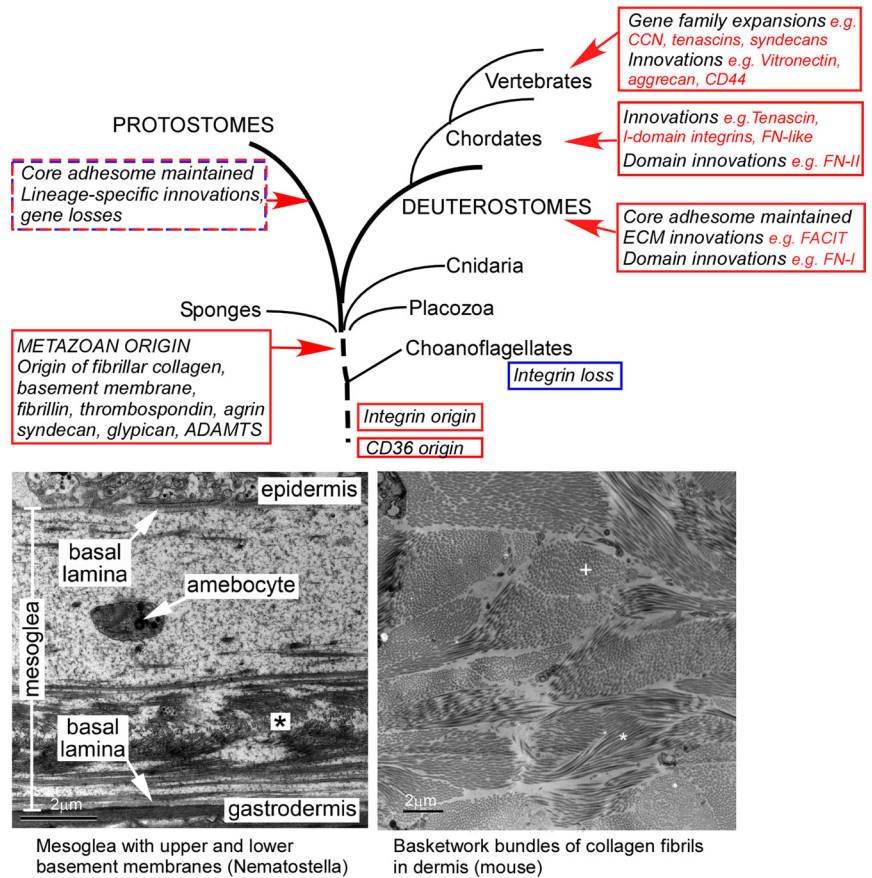 Gene family expansions e.g.
CCN, tenascins, syndecans
Innovations e.g. Vitronectin,
aggrecan, CD44
Vertebrates
PROTOSTOMES
Chordates
Innovations e.g.Tenascin,
I-domain integrins, FN-like
Domain innovations e.g. FN-II
Core adhesome maintained
Lineage-specific innovations,
gene losses
DEUTEROSTOMES
Core adhesome maintained
ECM innovations e.g. FACIT
Domain innovations e.g. FN-I
Cnidaria
Sponges
Placozoa
METAZOAN ORIGIN
Origin of fibrillar collagen,
basement membrane,
fibrillin, thrombospondin, agrin
syndecan, glypican, ADAMTS
Choanoflagellates
Integrin loss
Integrin origin
CD36 origin
epidermis
basal
lamina
amebocyte
mesoglea
*
basal
lamina
gastrodermis
2µm
+
*
2µm
Mesoglea with upper and lower
basement membranes (Nematostella)
Basketwork bundles of collagen fibrils
in dermis (mouse)